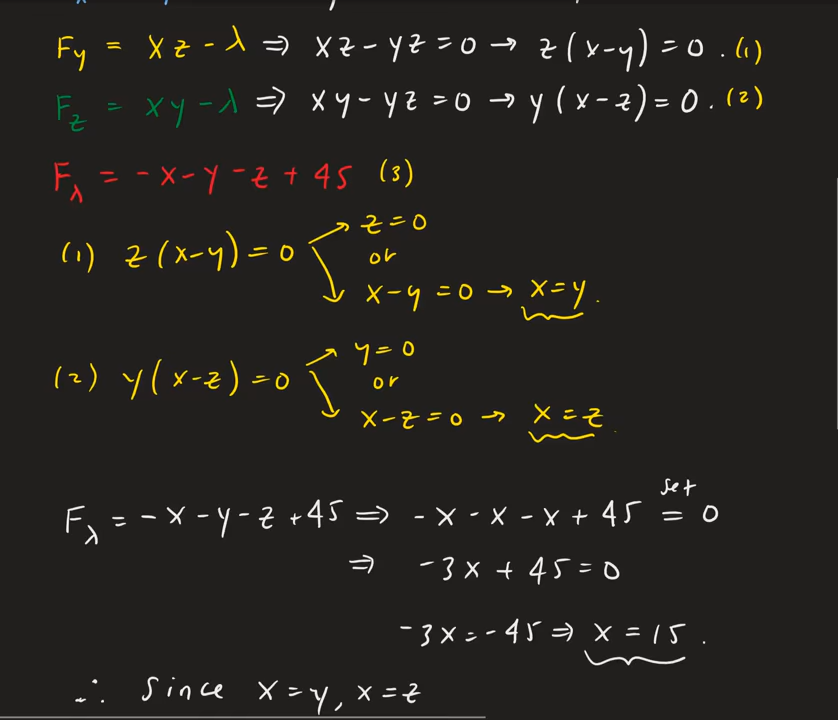 Fy = xz - λ ⇒ xz - yz = 0 → z(x-y) = 0. (1)
Fz = xy - λ ⇒ xy - yz = 0 → y(x-z) = 0. (2)
Fλ = -x - y - z + 45 (3)
(1) z(x-y) = 0
z = 0
or
x - y = 0 → x = y.
(2) y(x-z) = 0
y = 0
or
x - z = 0 → x = z
Fλ = -x - y - z + 45 ⇒ -x - x - x + 45 set = 0
⇒ -3x + 45 = 0
-3x = -45 ⇒ x = 15.
∴ Since x = y, x = z